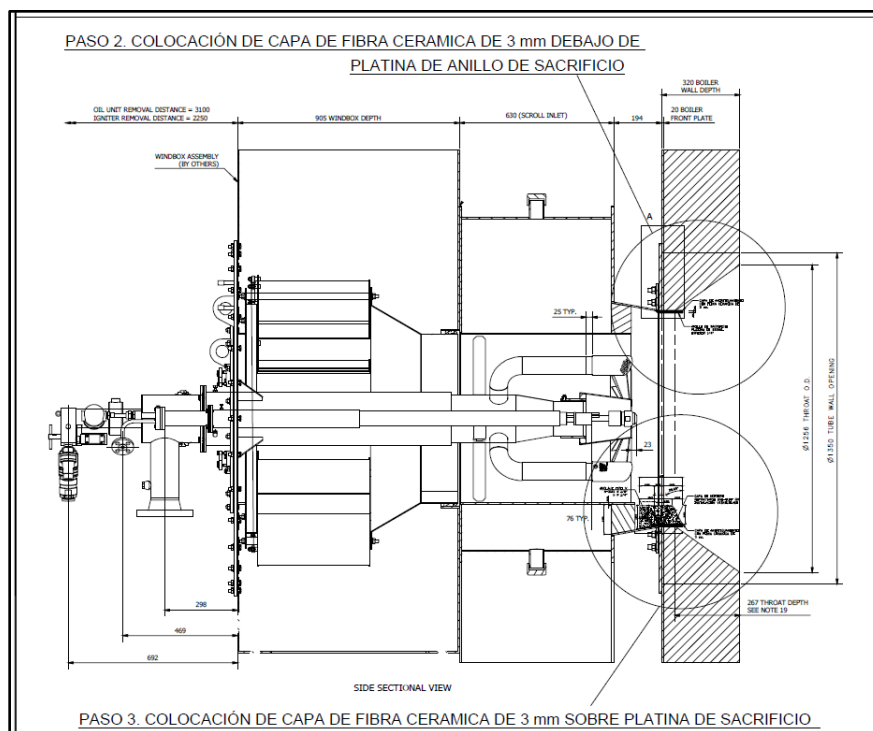 PASO 2. COLOCACIÓN DE CAPA DE FIBRA CERAMICA DE 3 mm DEBAJO DE
PLATINA DE ANILLO DE SACRIFICIO
320 BOILER
WALL DEPTH
OIL UNIT REMOVAL DISTANCE = 3100
IGNITER REMOVAL DISTANCE = 2250
905 WINDBOX DEPTH
630 (SCROLL INLET)
194
20 BOILER
FRONT PLATE
WINDBOX ASSEMBLY
(BY OTHERS)
A
25 TYP.
Ø1256 THROAT O.D.
Ø1350 TUBE WALL OPENING
23
76 TYP.
298
469
692
267 THROAT DEPTH
SEE NOTE 19
SIDE SECTIONAL VIEW
PASO 3. COLOCACIÓN DE CAPA DE FIBRA CERAMICA DE 3 mm SOBRE PLATINA DE SACRIFICIO